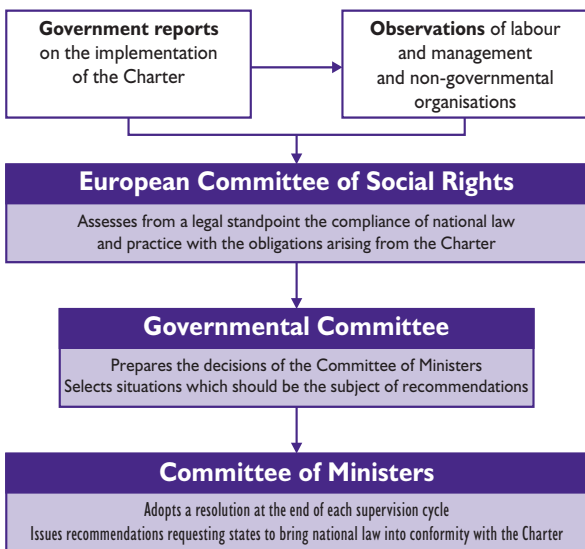 Government reports
on the implementation
of the Charter
Observations of labour
and management
and non-governmental
organisations
European Committee of Social Rights
Assesses from a legal standpoint the compliance of national law
and practice with the obligations arising from the Charter
Governmental Committee
Prepares the decisions of the Committee of Ministers
Selects situations which should be the subject of recommendations
Committee of Ministers
Adopts a resolution at the end of each supervision cycle
Issues recommendations requesting states to bring national law into conformity with the Charter